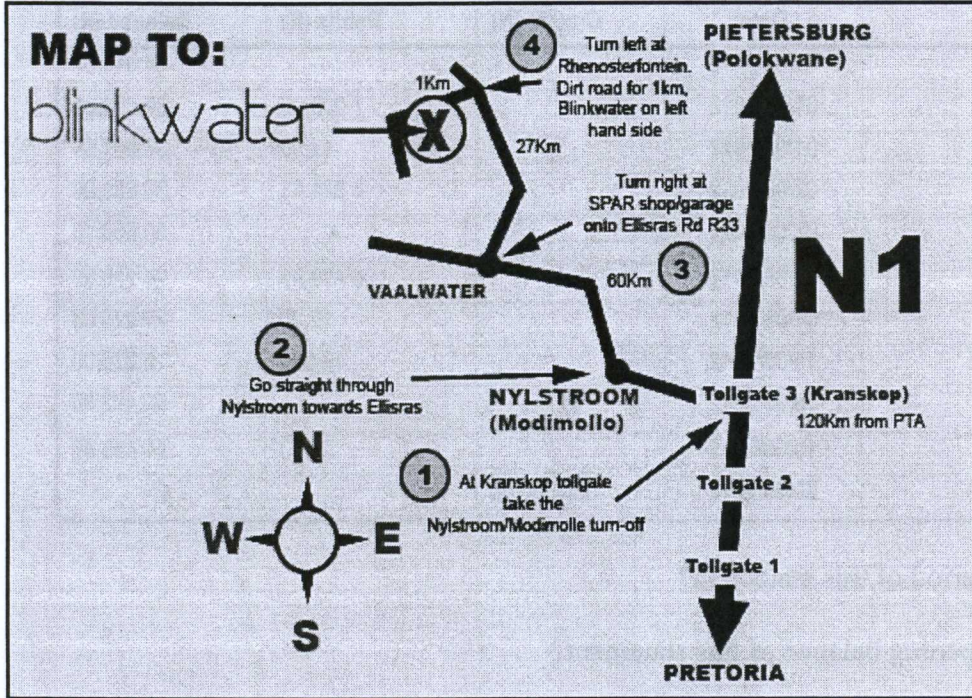 MAP TO:
blinkwater
X
1Km
4
Turn left at
Rhenosterfontein.
Dirt road for 1km,
Blinkwater on left
hand side
27Km
PIETERSBURG
(Polokwane)
Turn right at
SPAR shop/garage
onto Ellisras Rd R33
N1
VAALWATER
60Km
3
2
Go straight through
Nylstroom towards Ellisras
NYLSTROOM
(Modimollo)
Tollgate 3 (Kranskop)
120Km from PTA
1
At Kranskop tollgate
take the
Nylstroom/Modimolle turn-off
Tollgate 2
Tollgate 1
PRETORIA
N
W
E
S